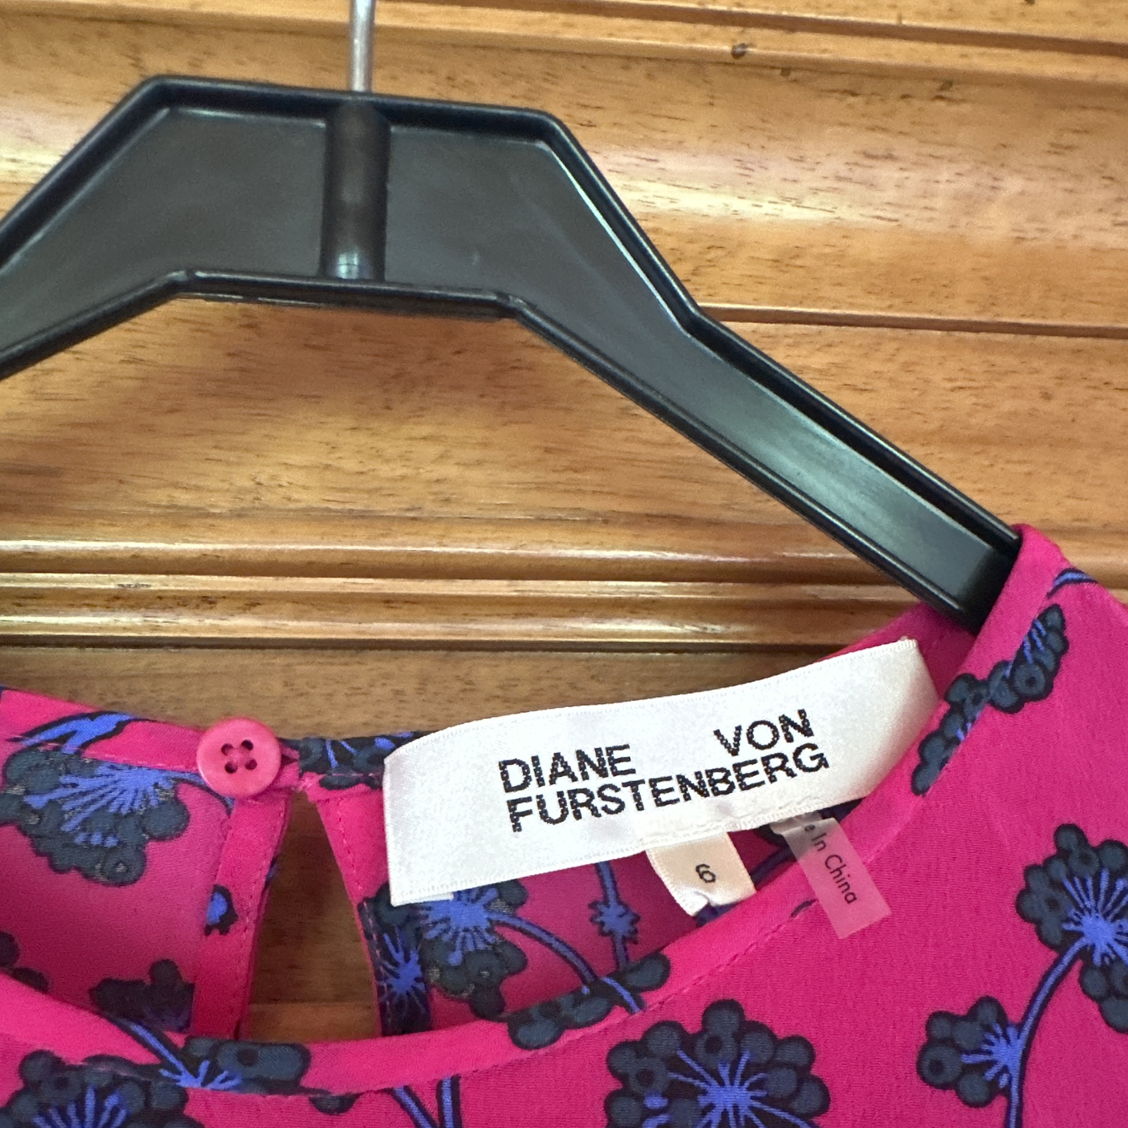 DIANE VON
FURSTENBERG
6
In China